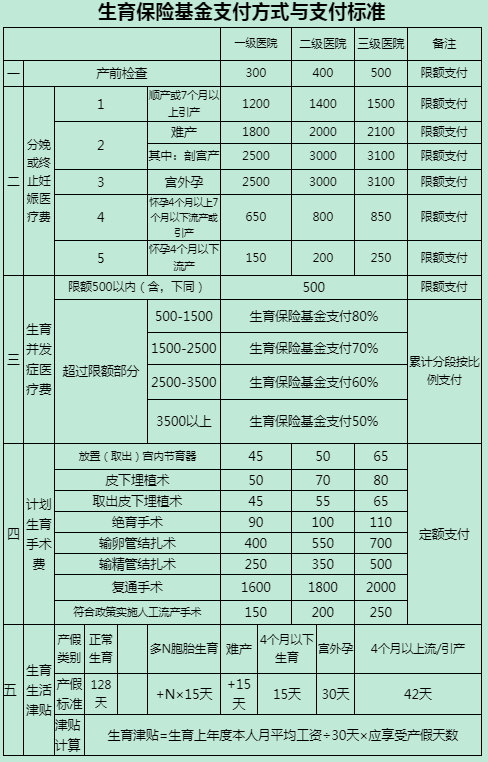 生育保险基金支付方式与支付标准
一级医院 二级医院 三级医院 备注
一 产前检查 300 400 500 限额支付
二 分娩或终止妊娠医疗费
1 顺产或7个月以上引产 1200 1400 1500 限额支付
2 难产 1800 2000 2100 限额支付
其中：剖宫产 2500 3000 3100 限额支付
3 宫外孕 2500 3000 3100 限额支付
4 怀孕4个月以上7个月以下流产或引产 650 800 850 限额支付
5 怀孕4个月以下流产 150 200 250 限额支付
三 生育并发症医疗费
限额500以内（含，下同） 500 限额支付
超过限额部分
500-1500 生育保险基金支付80%
1500-2500 生育保险基金支付70%
2500-3500 生育保险基金支付60%
3500以上 生育保险基金支付50%
累计分段按比例支付
四 计划生育手术费
放置（取出）宫内节育器 45 50 65
皮下埋植术 50 70 80
取出皮下埋植术 45 55 65
绝育手术 90 100 110
输卵管结扎术 400 550 700
输精管结扎术 250 350 500
复通手术 1600 1800 2000
符合政策实施人工流产手术 150 200 250
定额支付
五 生育生活津贴
产假类别 正常生育 多N胞胎生育 难产 4个月以下生育 宫外孕 4个月以上流/引产
产假标准 128天 +N×15天 +15天 15天 30天 42天
津贴计算 生育津贴=生育上年度本人月平均工资÷30天×应享受产假天数